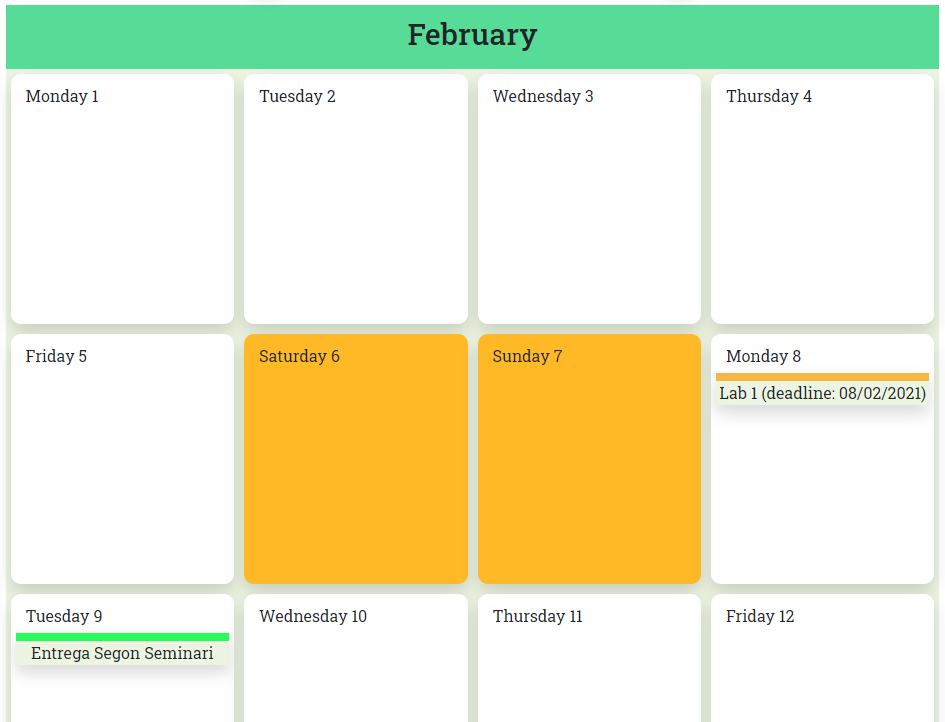 February
Monday 1
Tuesday 2
Wednesday 3
Thursday 4
Friday 5
Saturday 6
Sunday 7
Monday 8
Lab 1 (deadline: 08/02/2021)
Tuesday 9
Entrega Segon Seminari
Wednesday 10
Thursday 11
Friday 12